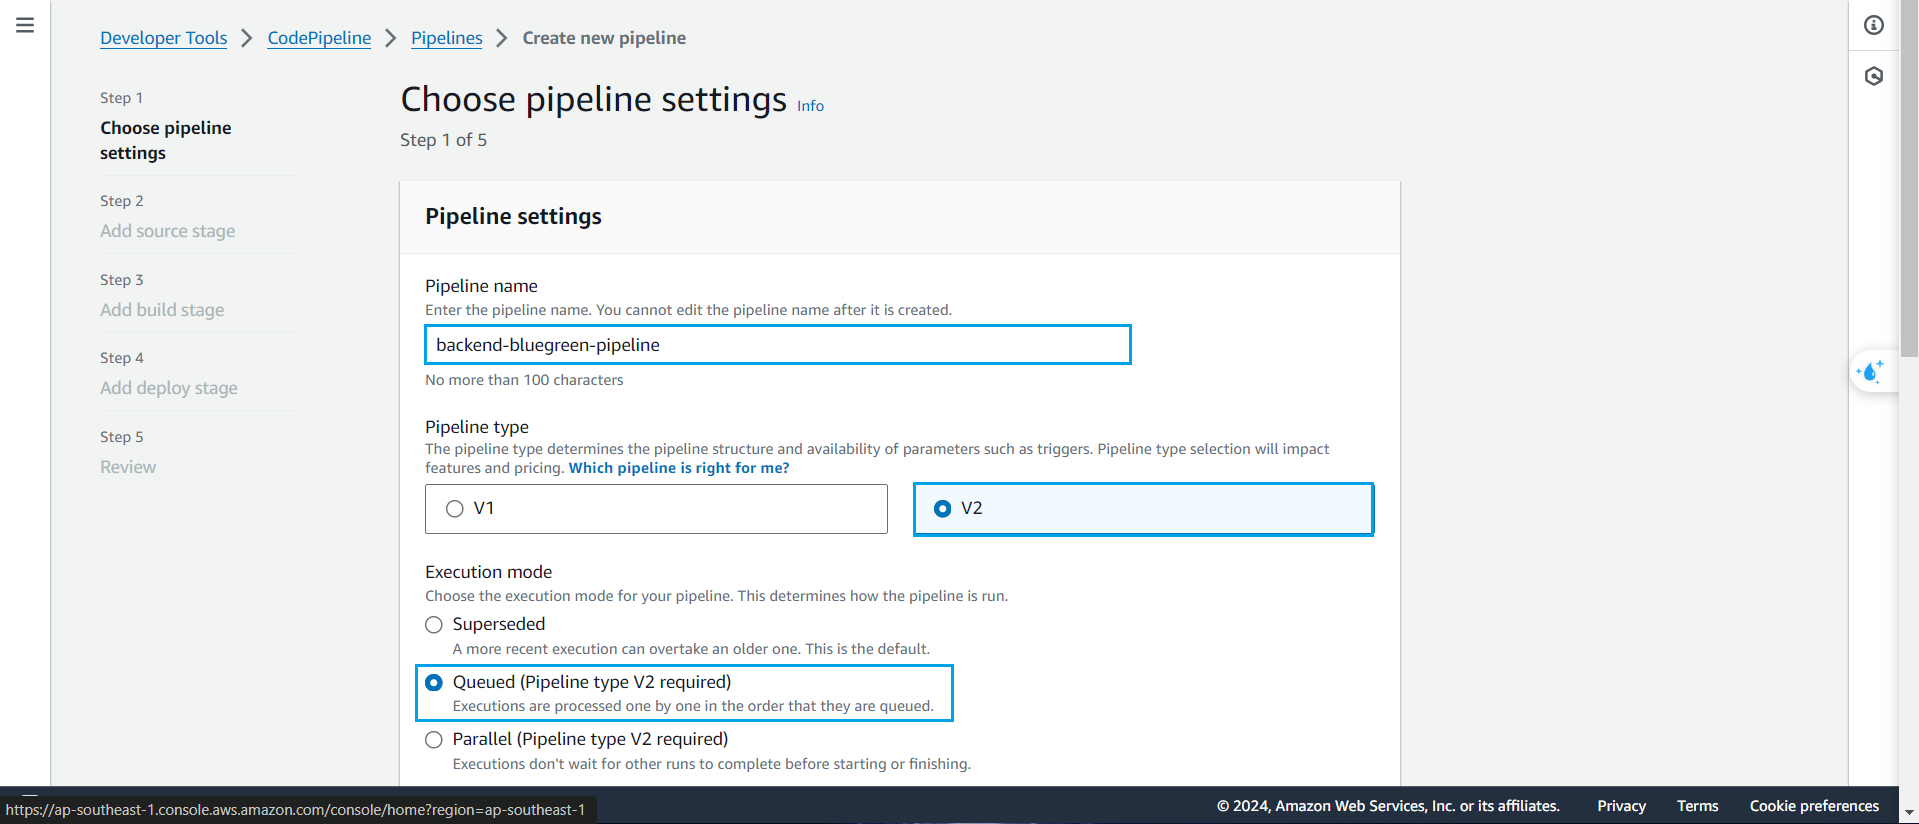 Developer Tools > CodePipeline > Pipelines > Create new pipeline
Step 1
Choose pipeline
settings
Step 2
Add source stage
Step 3
Add build stage
Step 4
Add deploy stage
Step 5
Review
Choose pipeline settings Info
Step 1 of 5
Pipeline settings
Pipeline name
Enter the pipeline name. You cannot edit the pipeline name after it is created.
backend-bluegreen-pipeline
No more than 100 characters
Pipeline type
The pipeline type determines the pipeline structure and availability of parameters such as triggers. Pipeline type selection will impact
features and pricing. Which pipeline is right for me?
V1
V2
Execution mode
Choose the execution mode for your pipeline. This determines how the pipeline is run.
Superseded
A more recent execution can overtake an older one. This is the default.
Queued (Pipeline type V2 required)
Executions are processed one by one in the order that they are queued.
Parallel (Pipeline type V2 required)
Executions don't wait for other runs to complete before starting or finishing.
https://ap-southeast-1.console.aws.amazon.com/console/home?region=ap-southeast-1
© 2024, Amazon Web Services, Inc. or its affiliates. Privacy Terms Cookie preferences